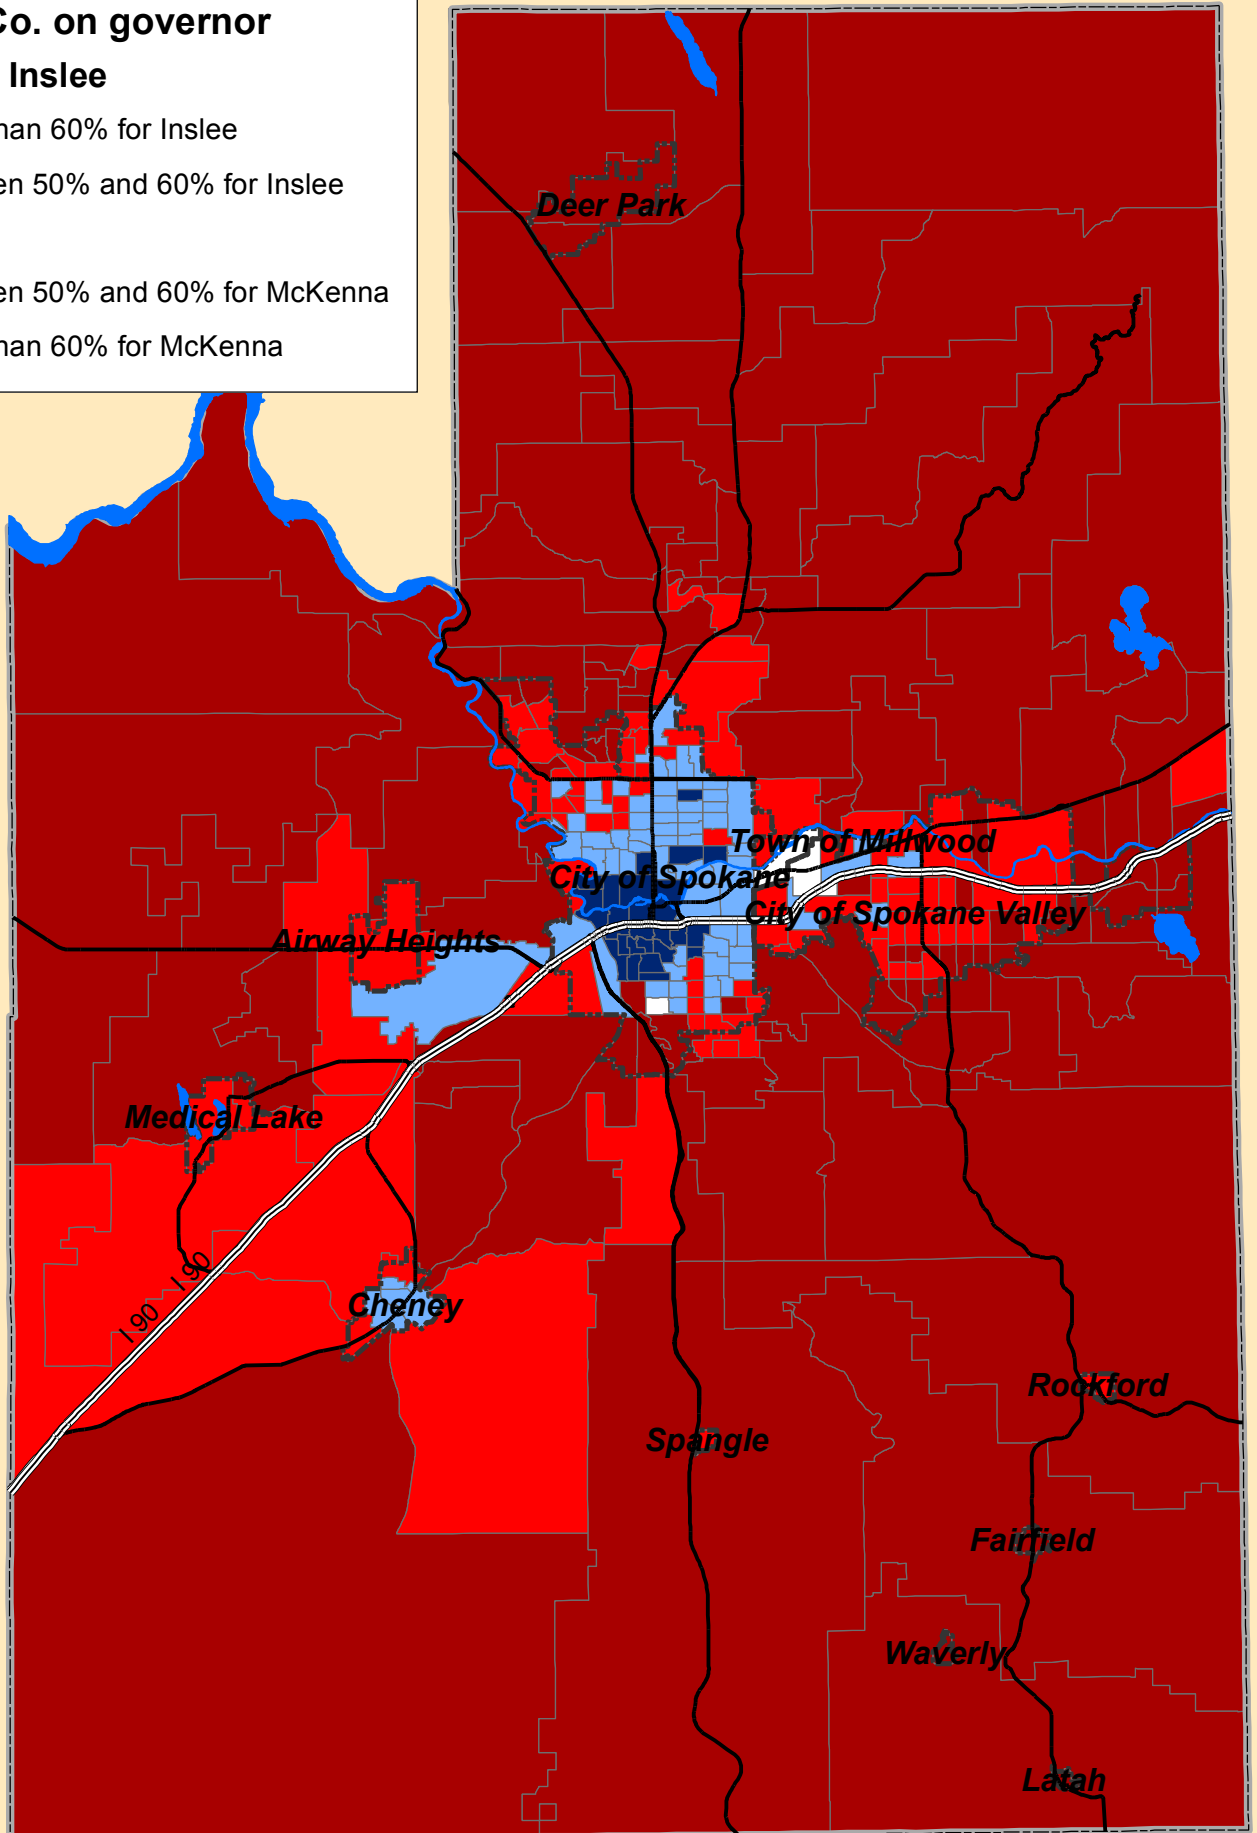 Co. on governor
Inslee
han 60% for Inslee
en 50% and 60% for Inslee
en 50% and 60% for McKenna
han 60% for McKenna
Deer Park
Town of Millwood
City of Spokane
City of Spokane Valley
Airway Heights
Medical Lake
I 90
I 90
Cheney
Rockford
Spangle
Fairfield
Waverly
Latah